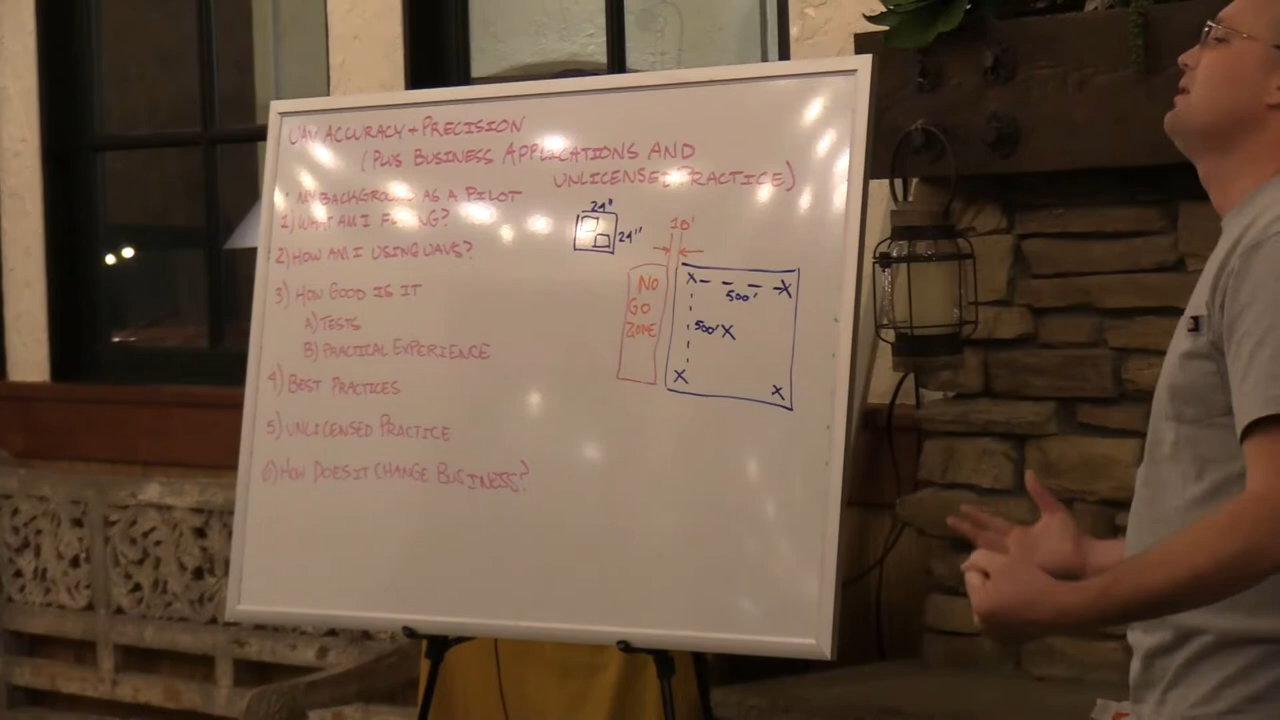 UAV ACCURACY + PRECISION
(PLUS BUSINESS APPLICATIONS AND
UNLICENSED PRACTICE)
* MY BACKGROUND AS A PILOT
1) WHAT AM I FLYING?
2) HOW AM I USING UAVS?
3) HOW GOOD IS IT
A) TESTS
B) PRACTICAL EXPERIENCE
4) BEST PRACTICES
5) UNLICENSED PRACTICE
6) HOW DOES IT CHANGE BUSINESS?
24"
24"
10'
NO
GO
ZONE
X X
500'
500' X
X X